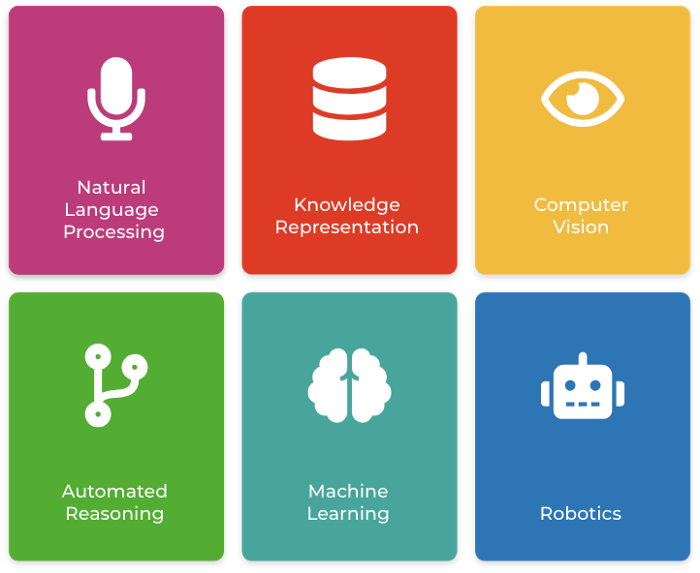 Natural
Language
Processing
Knowledge
Representation
Computer
Vision
Automated
Reasoning
Machine
Learning
Robotics